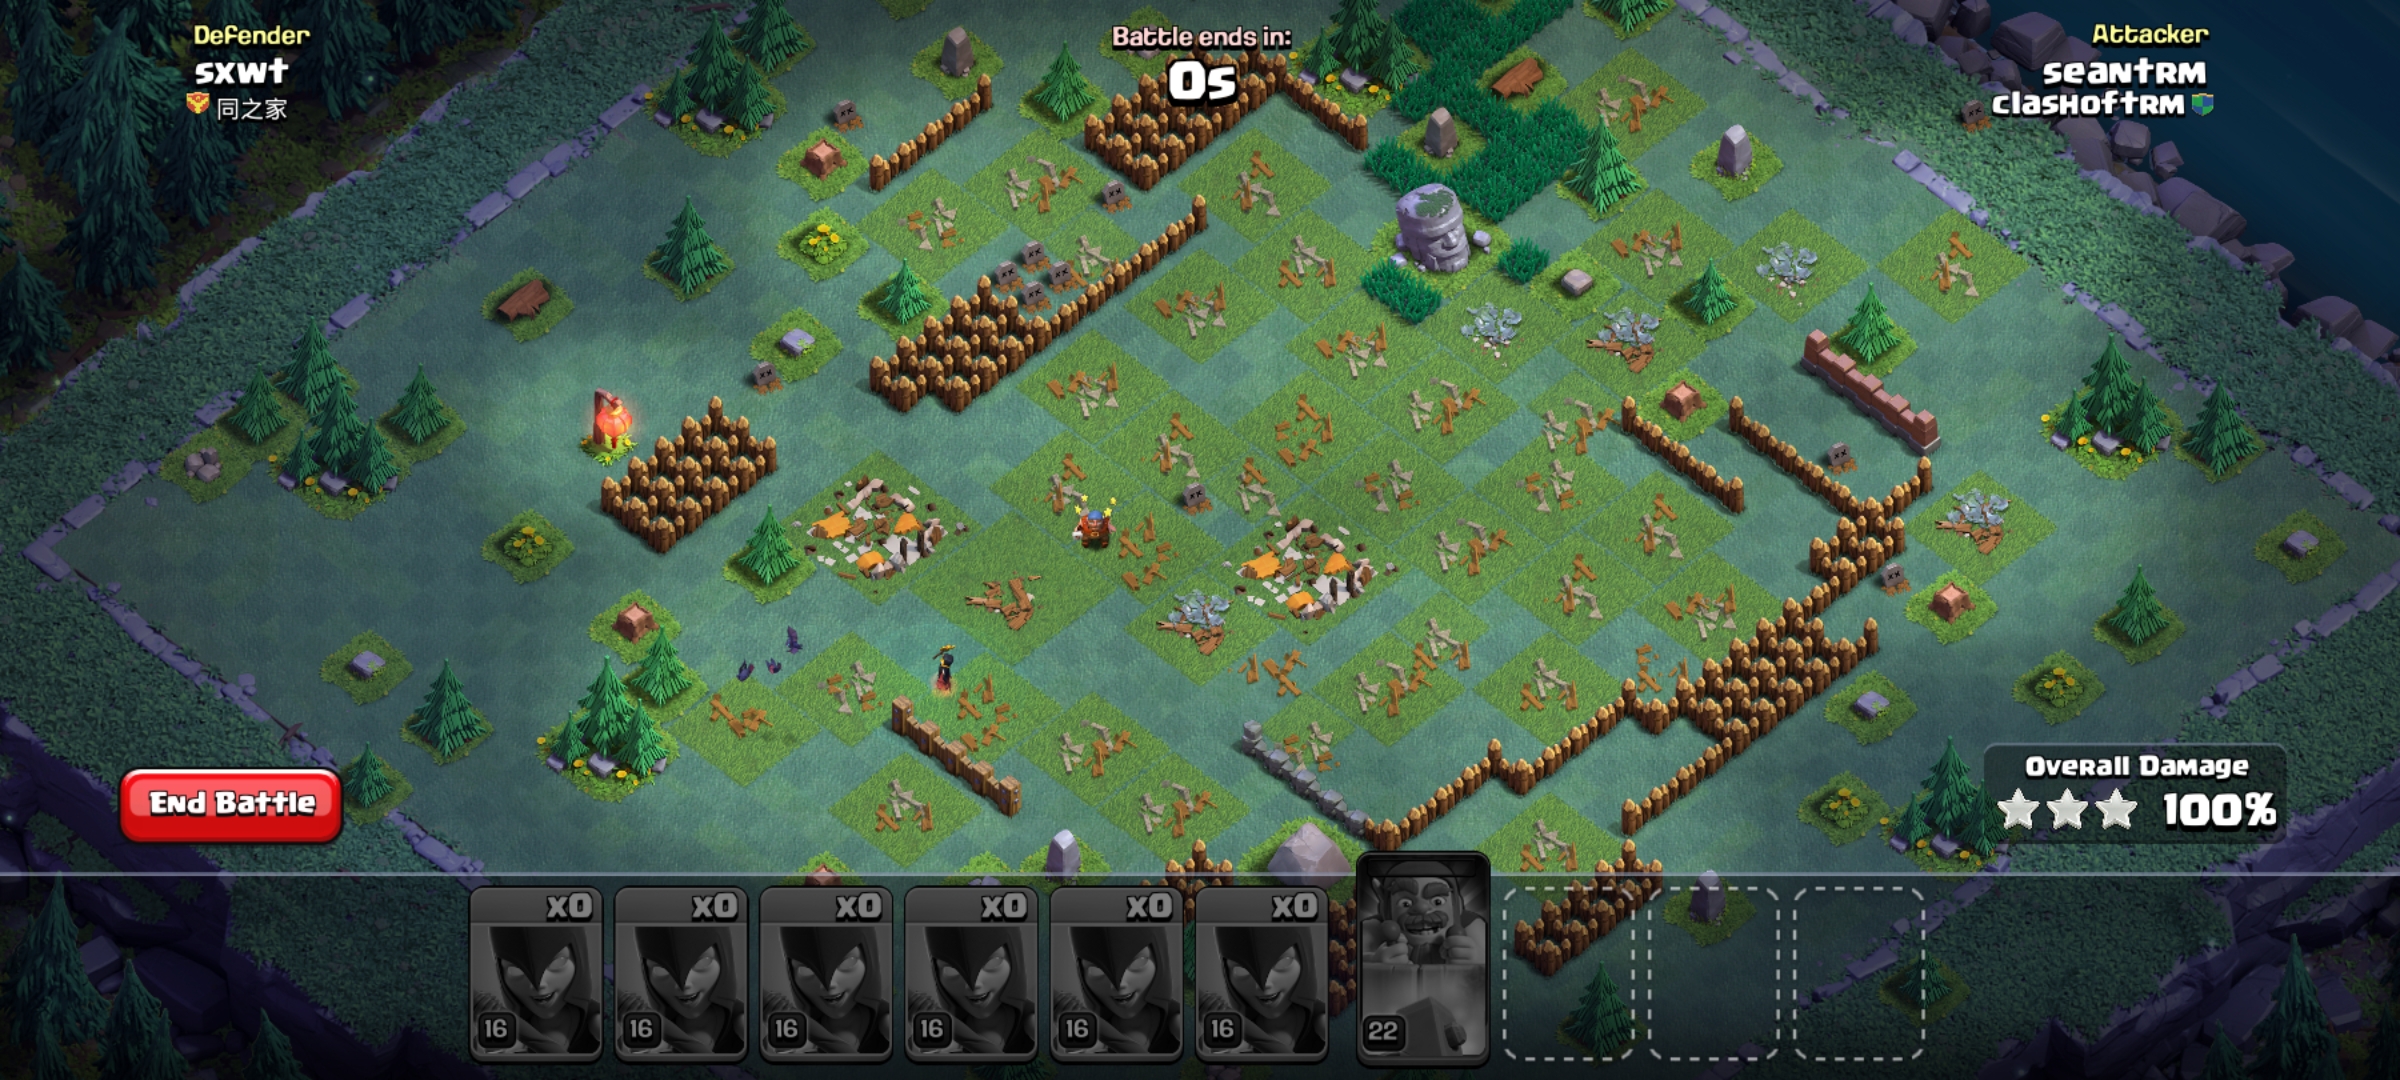 Defender
sxwt
同之家
Battle ends in:
0s
Attacker
seantRM
clashoftRM
End Battle
Overall Damage
100%
x0
x0
x0
x0
x0
x0
16
16
16
16
16
16
22